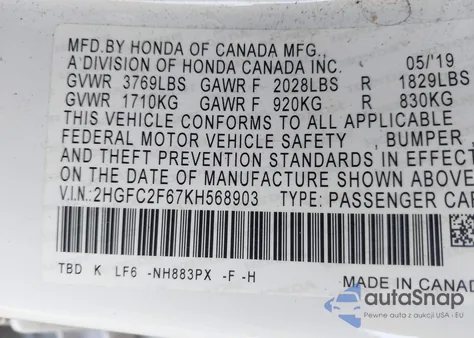 MFD.BY HONDA OF CANADA MFG.,
A DIVISION OF HONDA CANADA INC. 05/'19
GVWR 3769LBS GAWR F 2028LBS R 1829LBS
GVWR 1710KG GAWR F 920KG R 830KG
THIS VEHICLE CONFORMS TO ALL APPLICABLE
FEDERAL MOTOR VEHICLE SAFETY , BUMPER ,
AND THEFT PREVENTION STANDARDS IN EFFECT
ON THE DATE OF MANUFACTURE SHOWN ABOVE
V.I.N.: 2HGFC2F67KH568903 TYPE: PASSENGER CAR
TBD K LF6 -NH883PX -F -H
MADE IN CANADA
autoSnap
Pewne auta z USA i EU